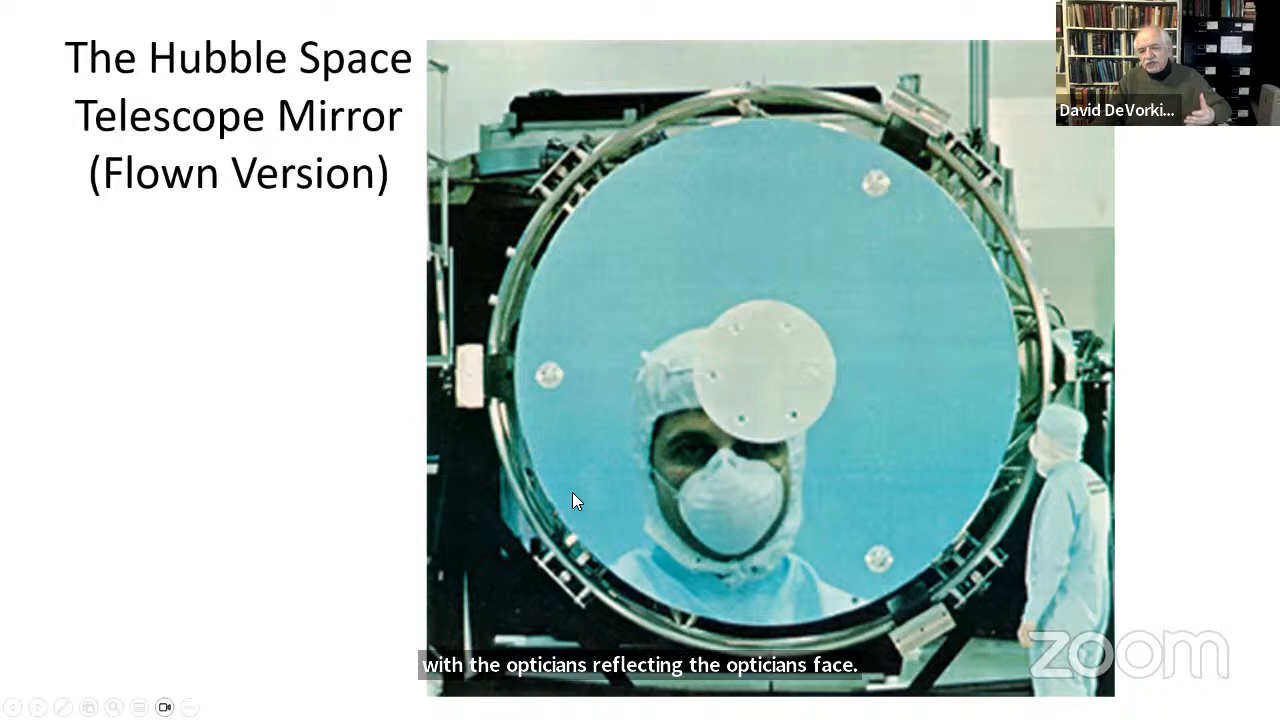 The Hubble Space
Telescope Mirror
(Flown Version)
David DeVorki...
with the opticians reflecting the opticians face.
zoom